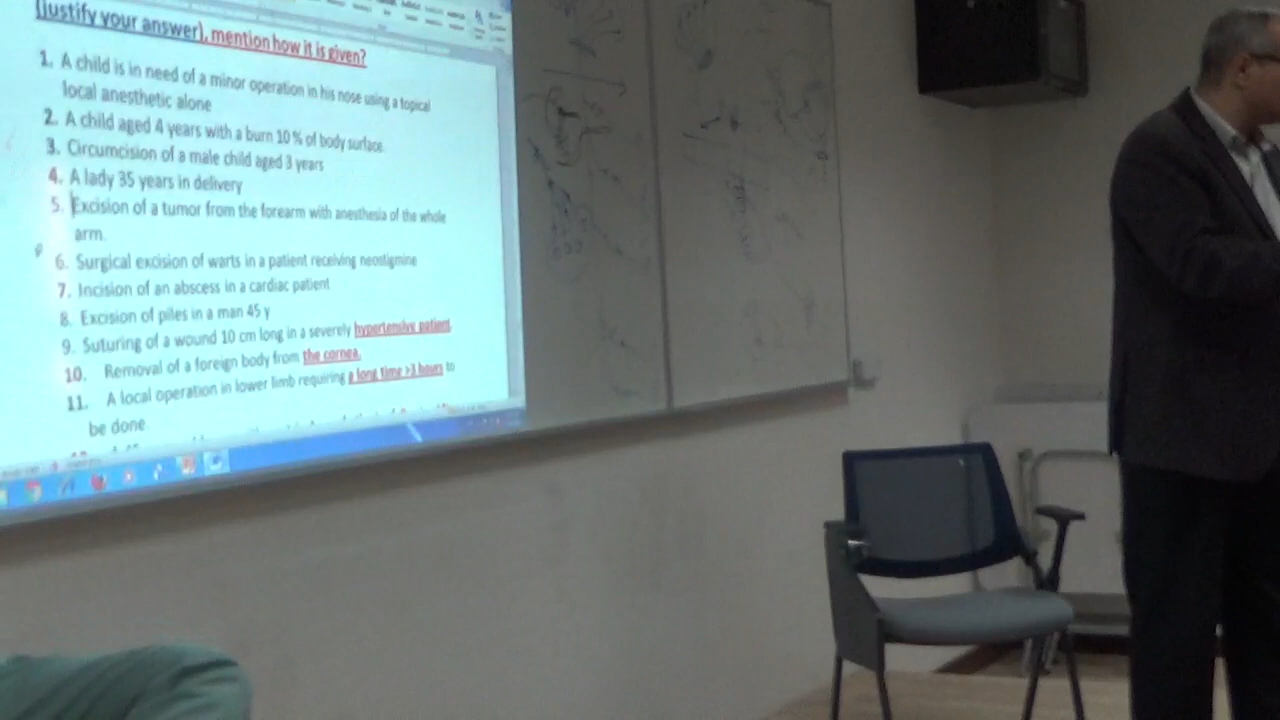 (justify your answer), mention how it is given?
1. A child is in need of a minor operation in his nose using a topical
local anesthetic alone
2. A child aged 4 years with a burn 10 % of body surface
3. Circumcision of a male child aged 3 years
4. A lady 35 years in delivery
5. Excision of a tumor from the forearm with anesthesia of the whole
arm.
6. Surgical excision of warts in a patient receiving neostigmine
7. Incision of an abscess in a cardiac patient
8. Excision of piles in a man 45 y
9. Suturing of a wound 10 cm long in a severely hypertensive patient
10. Removal of a foreign body from the cornea.
11. A local operation in lower limb requiring a long time >3 hours to
be done